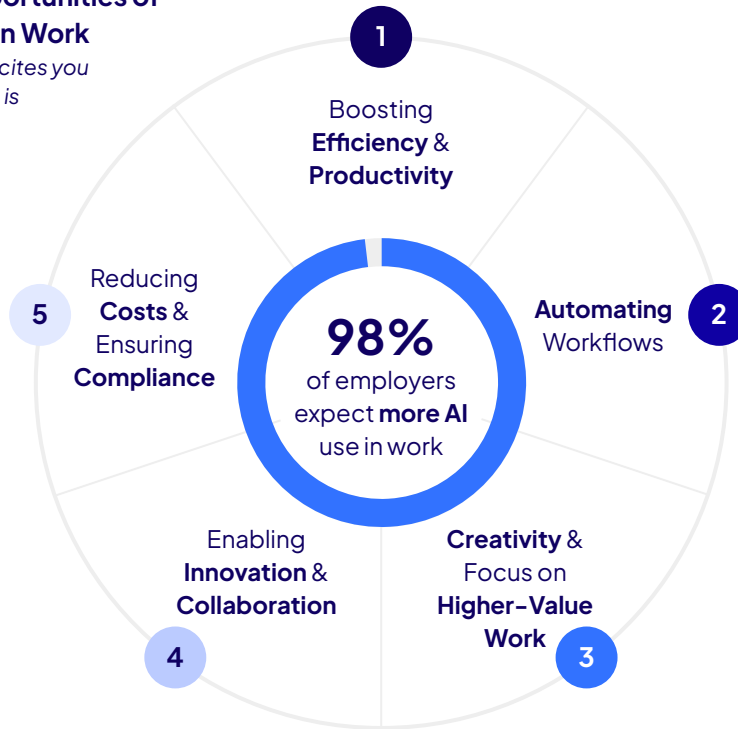 n Work
cites you
is
1
Boosting
Efficiency &
Productivity
2
Automating
Workflows
3
Creativity &
Focus on
Higher-Value
Work
4
Enabling
Innovation &
Collaboration
5
Reducing
Costs &
Ensuring
Compliance
98%
of employers
expect more AI
use in work